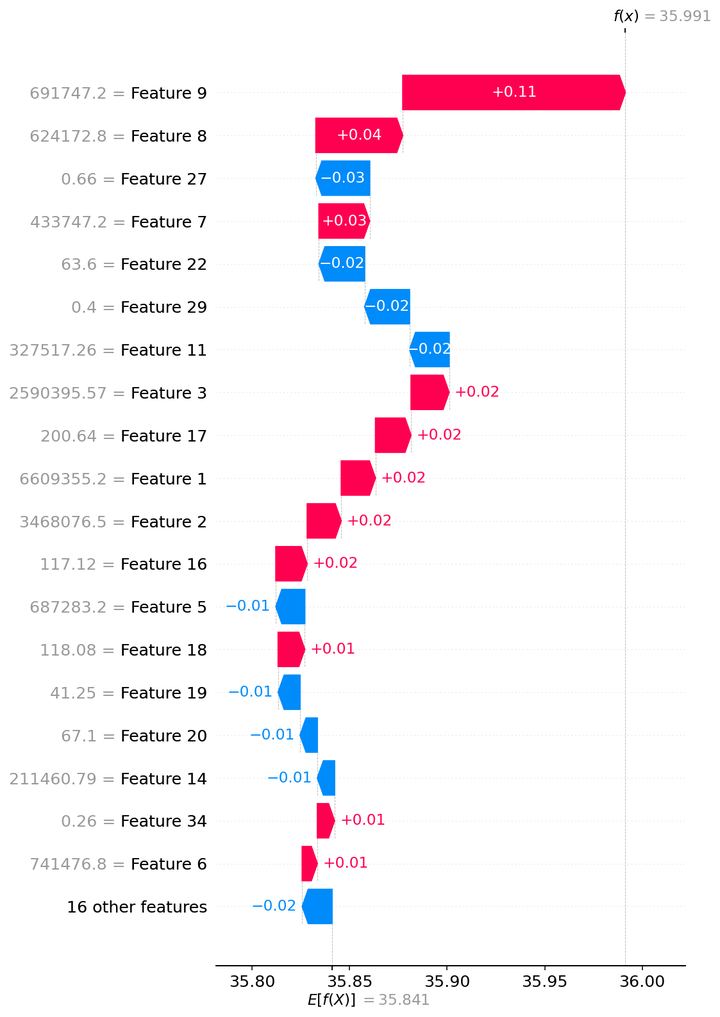 f(x) = 35.991
691747.2 = Feature 9 +0.11
624172.8 = Feature 8 +0.04
0.66 = Feature 27 −0.03
433747.2 = Feature 7 +0.03
63.6 = Feature 22 −0.02
0.4 = Feature 29 −0.02
327517.26 = Feature 11 −0.02
2590395.57 = Feature 3 +0.02
200.64 = Feature 17 +0.02
6609355.2 = Feature 1 +0.02
3468076.5 = Feature 2 +0.02
117.12 = Feature 16 +0.02
687283.2 = Feature 5 −0.01
118.08 = Feature 18 +0.01
41.25 = Feature 19 −0.01
67.1 = Feature 20 −0.01
211460.79 = Feature 14 −0.01
0.26 = Feature 34 +0.01
741476.8 = Feature 6 +0.01
16 other features −0.02
35.80 35.85 35.90 35.95 36.00
E[f(X)] = 35.841